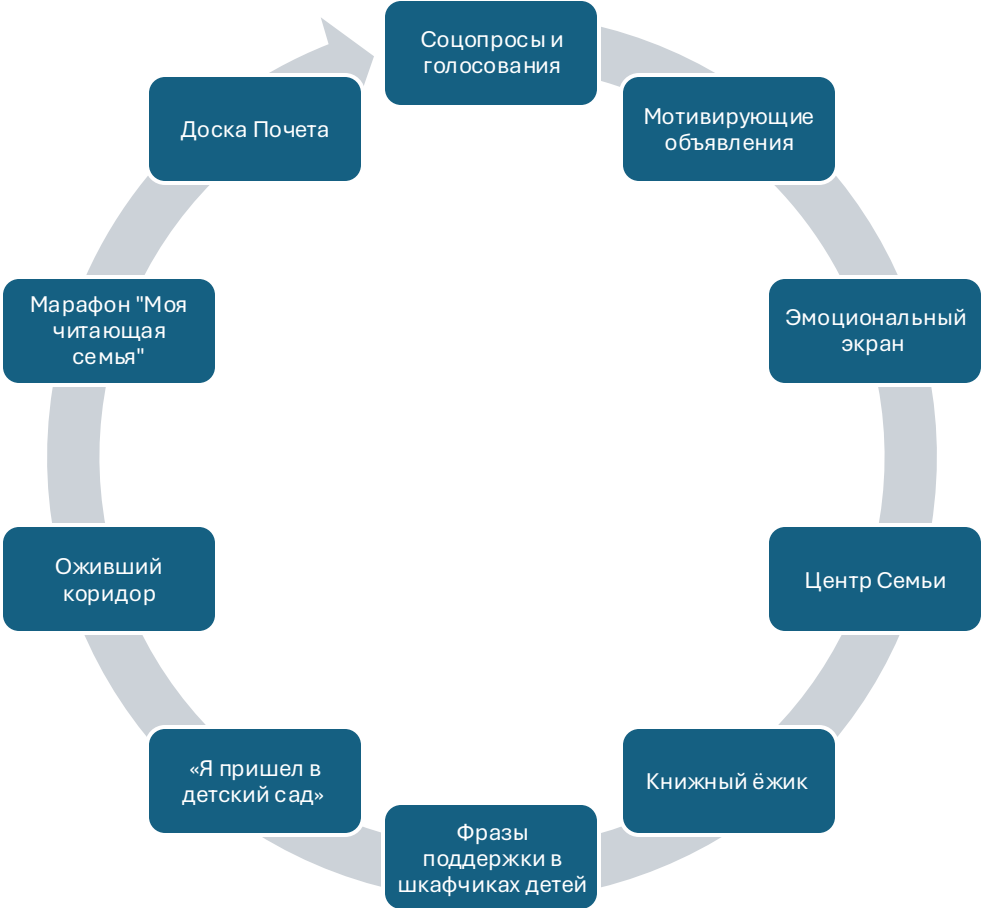 Соцопросы и
голосования
Мотивирующие
объявления
Эмоциональный
экран
Центр Семьи
Книжный ёжик
Фразы
поддержки в
шкафчиках детей
«Я пришел в
детский сад»
Оживший
коридор
Марафон "Моя
читающая
семья"
Доска Почета